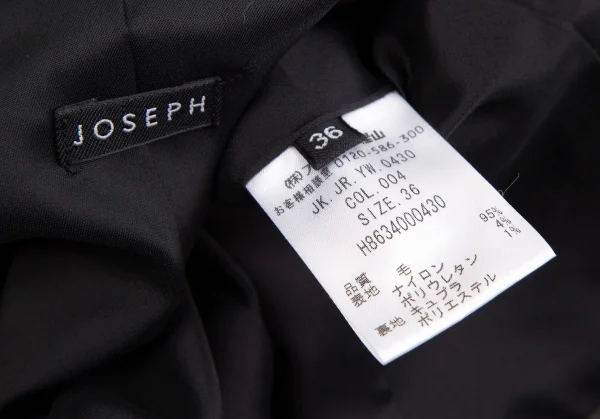 JOSEPH
36
(株)
山
お客様相談室 0120-586-300
JK.JR.YW.0430
COL.004
SIZE.36
H8634000430
品質
表地 毛 95%
ナイロン 4%
ポリウレタン 1%
裏地 キュプラ
ポリエステル